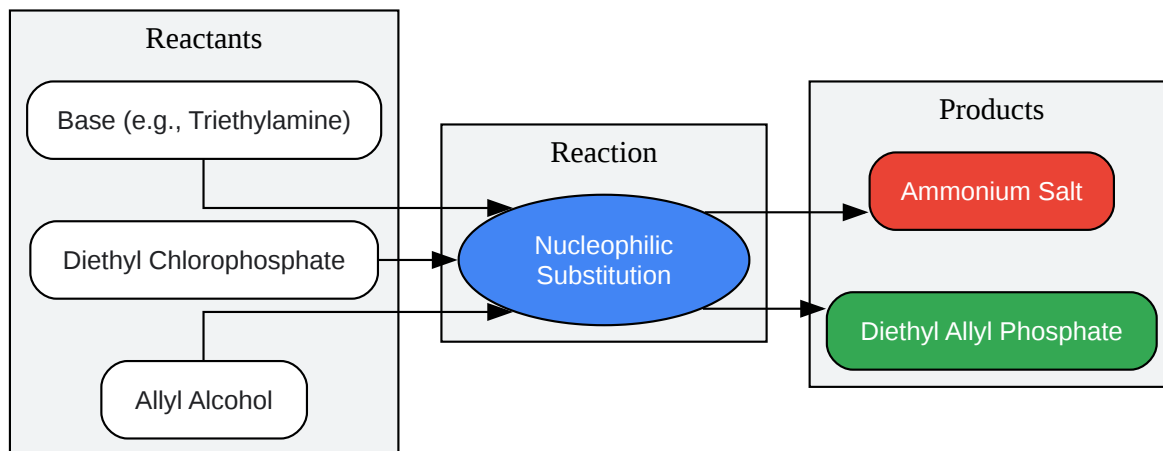 Reactants
Base (e.g., Triethylamine)
Diethyl Chlorophosphate
Allyl Alcohol
Reaction
Nucleophilic
Substitution
Products
Ammonium Salt
Diethyl Allyl Phosphate